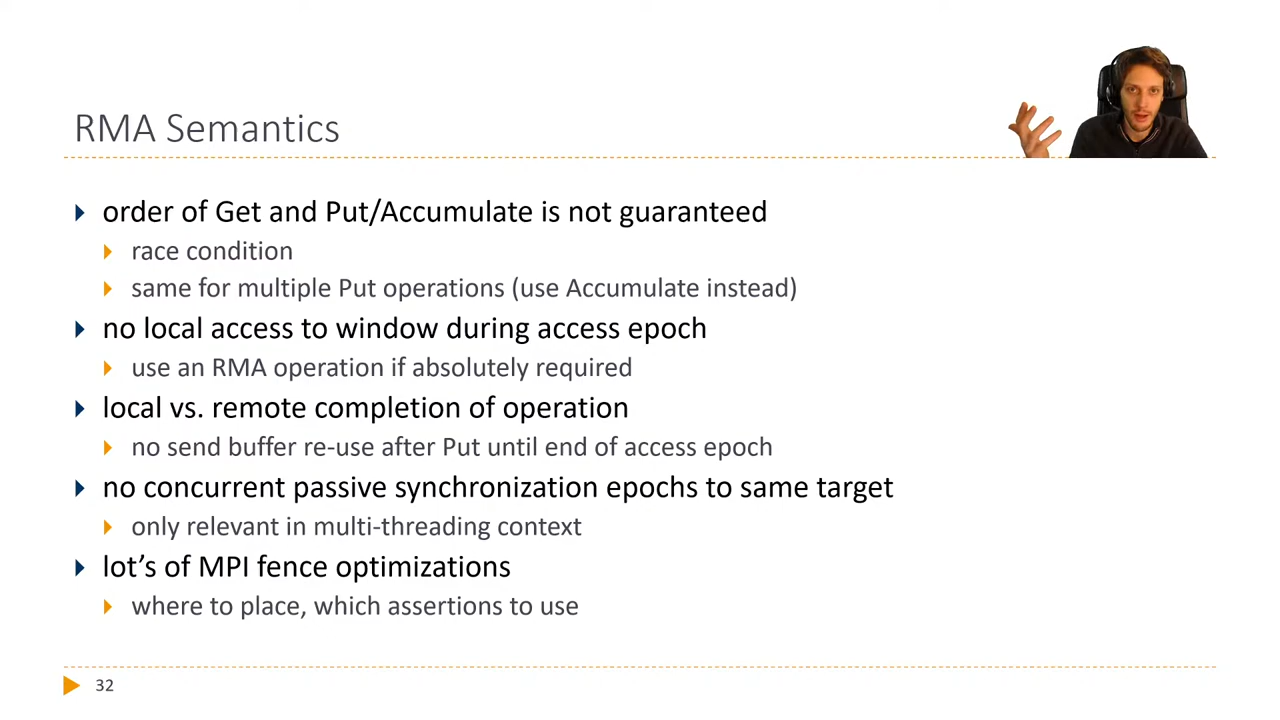 RMA Semantics
order of Get and Put/Accumulate is not guaranteed
race condition
same for multiple Put operations (use Accumulate instead)
no local access to window during access epoch
use an RMA operation if absolutely required
local vs. remote completion of operation
no send buffer re-use after Put until end of access epoch
no concurrent passive synchronization epochs to same target
only relevant in multi-threading context
lot’s of MPI fence optimizations
where to place, which assertions to use
32